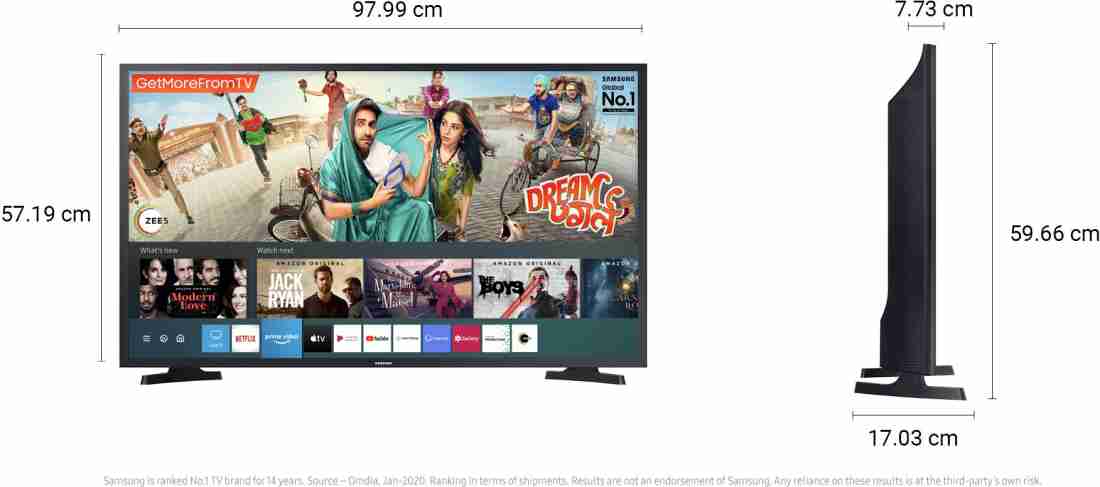 97.99 cm
7.73 cm
GetMoreFromTV
SAMSUNG
Global
No.1
57.19 cm
ZEE5
DREAM
गर्ल
59.66 cm
What's new
Watch next
Modern
Love
AMAZON ORIGINAL
JACK
RYAN
AMAZON ORIGINAL
Mrs. Maisel
AMAZON ORIGINAL
THE
BOYS
NETFLIX
prime video
tv
YouTube
Gallery
SAMSUNG
17.03 cm
Samsung is ranked No.1 TV brand for 14 years. Source – Omdia, Jan-2020. Ranking in terms of shipments. Results are not an endorsement of Samsung. Any reliance on these results is at the third-party's own risk.